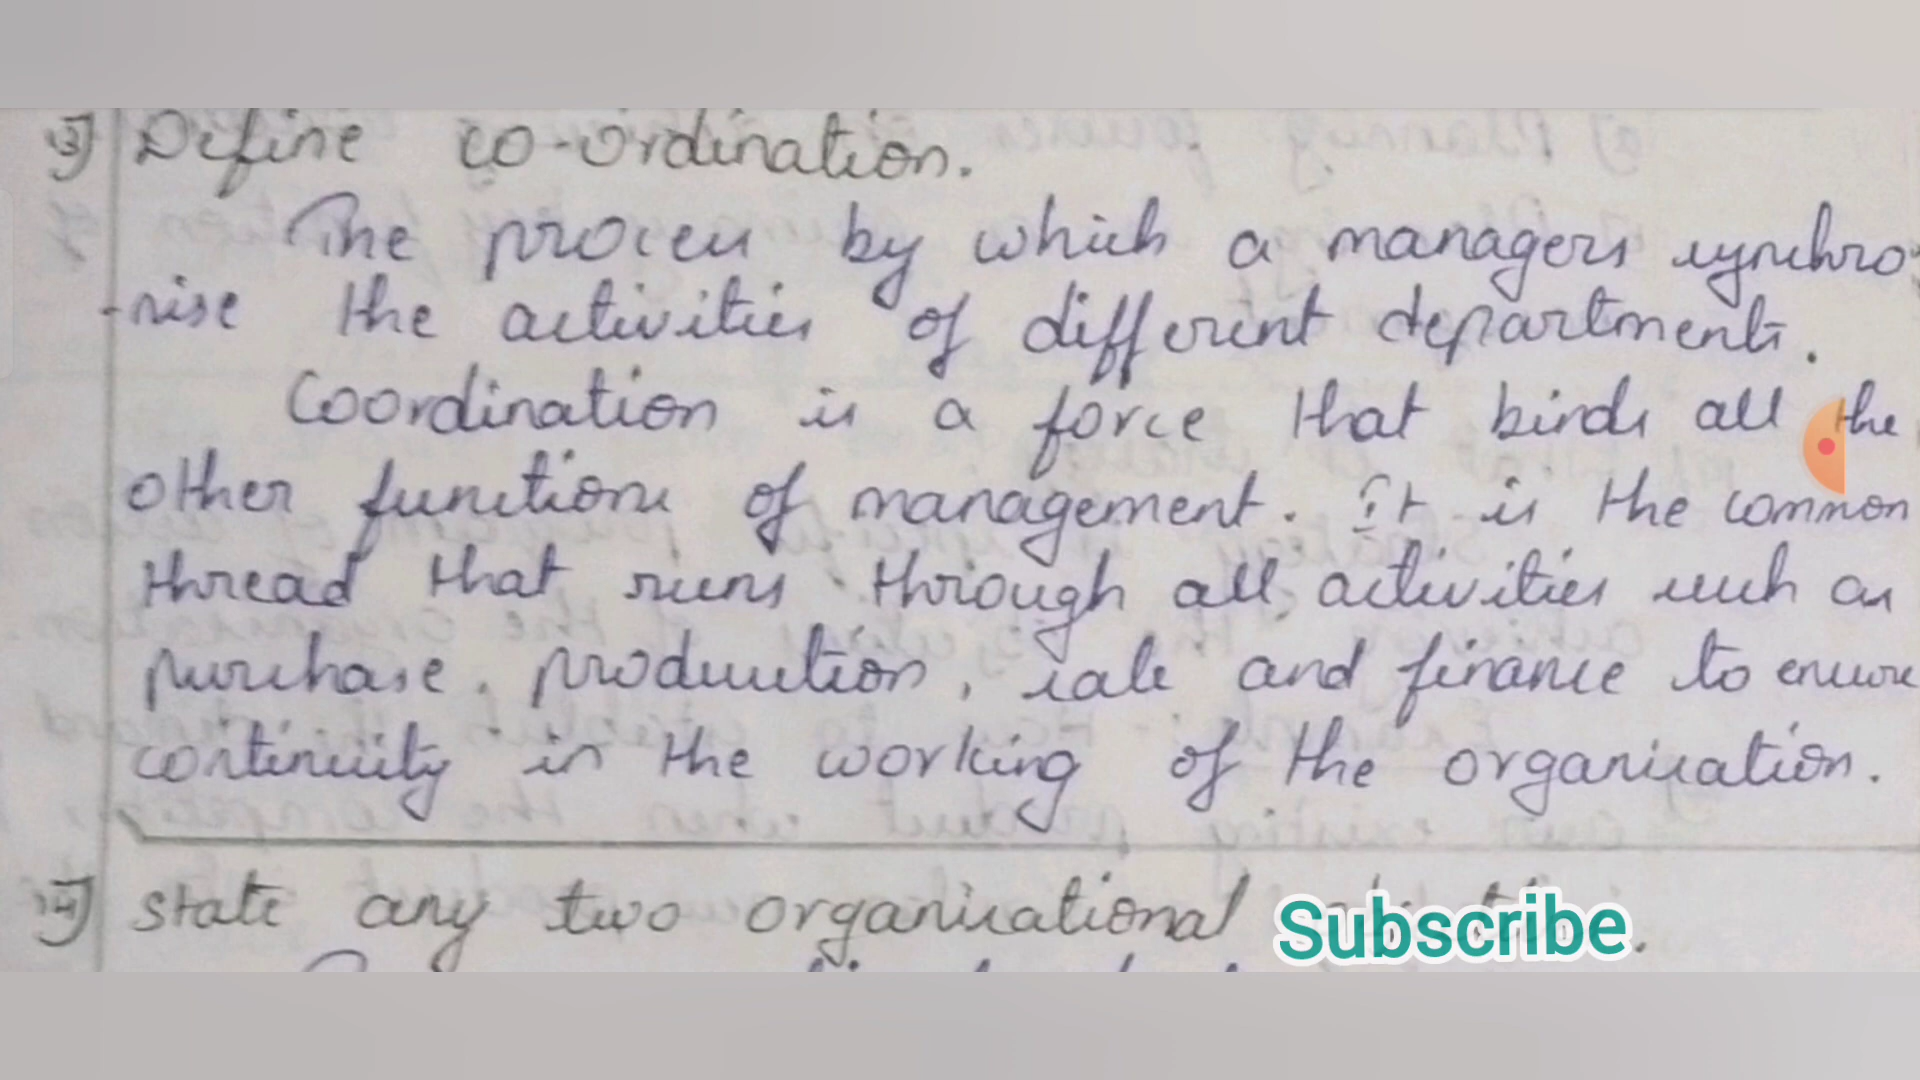 3) Define co-ordination.
The process by which a managers synchro-
-nise the activities of different departments.
Coordination is a force that binds all the
other functions of management. It is the common
thread that runs through all activities such as
purchase, production, sale and finance to ensure
continuity in the working of the organisation.
4) State any two organisational
Subscribe